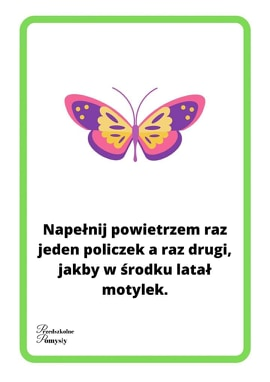 Napełnij powietrzem raz
jeden policzek a raz drugi,
jakby w środku latał
motylek.
Przedszkolne
Pomysły